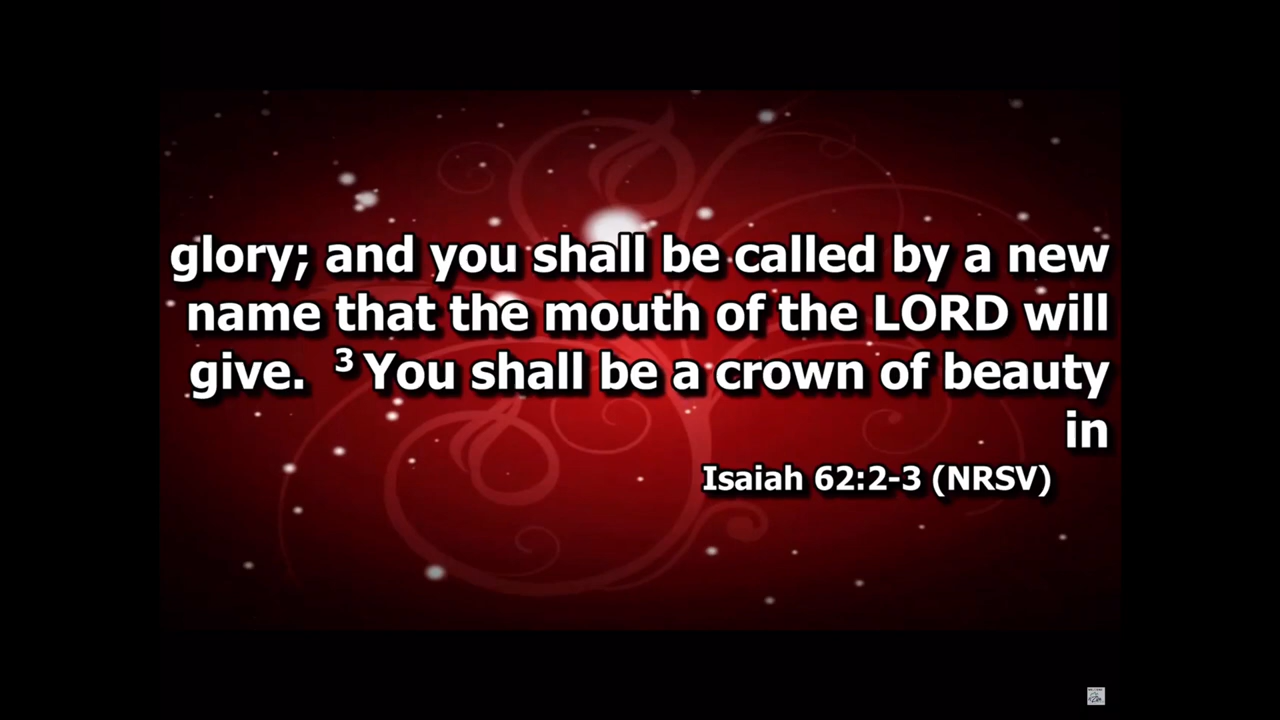 glory; and you shall be called by a new
name that the mouth of the LORD will
give. ³ You shall be a crown of beauty
in
Isaiah 62:2-3 (NRSV)